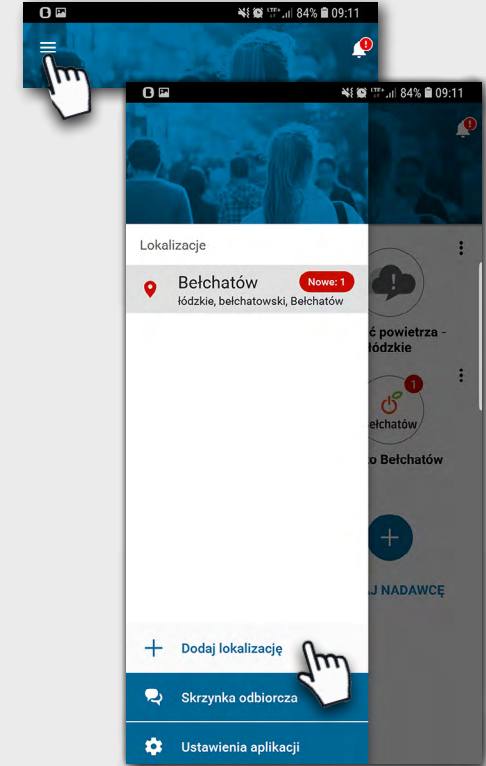 84% 09:11
84% 09:11
Lokalizacje
Bełchatów
Nowe: 1
łódzkie, bełchatowski, Bełchatów
ć powietrza -
łódzkie
1
ełchatów
to Bełchatów
J NADAWCĘ
Dodaj lokalizację
Skrzynka odbiorcza
Ustawienia aplikacji